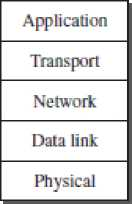 Application
Transport
Network
Data link
Physical